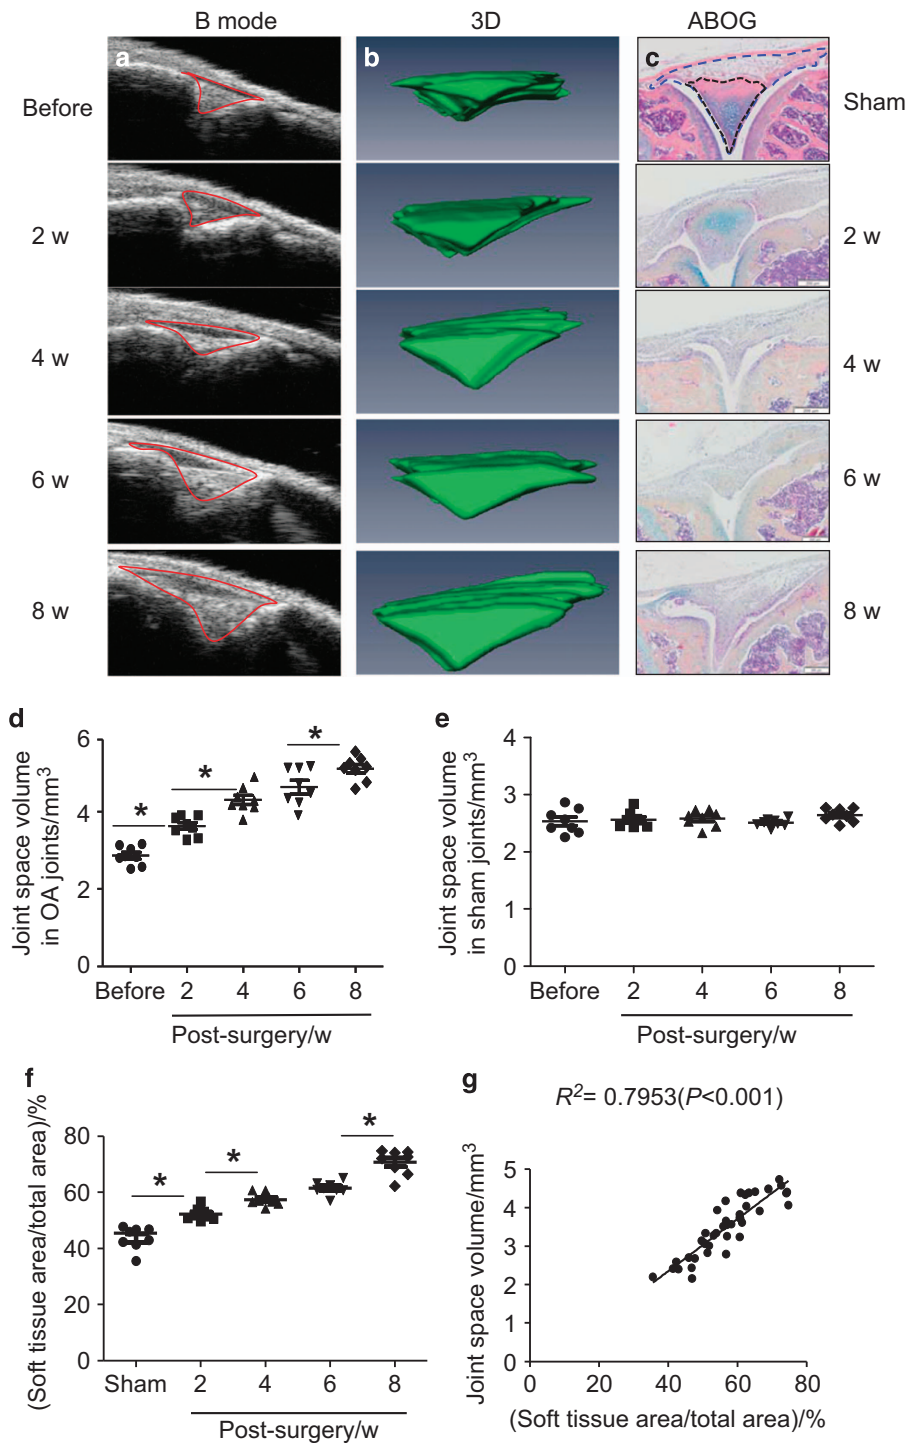 B mode
3D
ABOG
a
b
c
Before
Sham
2 w
2 w
4 w
4 w
6 w
6 w
8 w
8 w
d
Joint space volume
in OA joints/mm³
6
4
2
0
*
*
*
Before
2
4
6
8
Post-surgery/w
e
Joint space volume
in sham joints/mm³
4
3
2
1
0
Before
2
4
6
8
Post-surgery/w
f
(Soft tissue area/total area)/%
80
60
40
20
0
*
*
*
Sham
2
4
6
8
Post-surgery/w
g
R²= 0.7953(P<0.001)
Joint space volume/mm³
5
4
3
2
1
0
0
20
40
60
80
(Soft tissue area/total area)/%